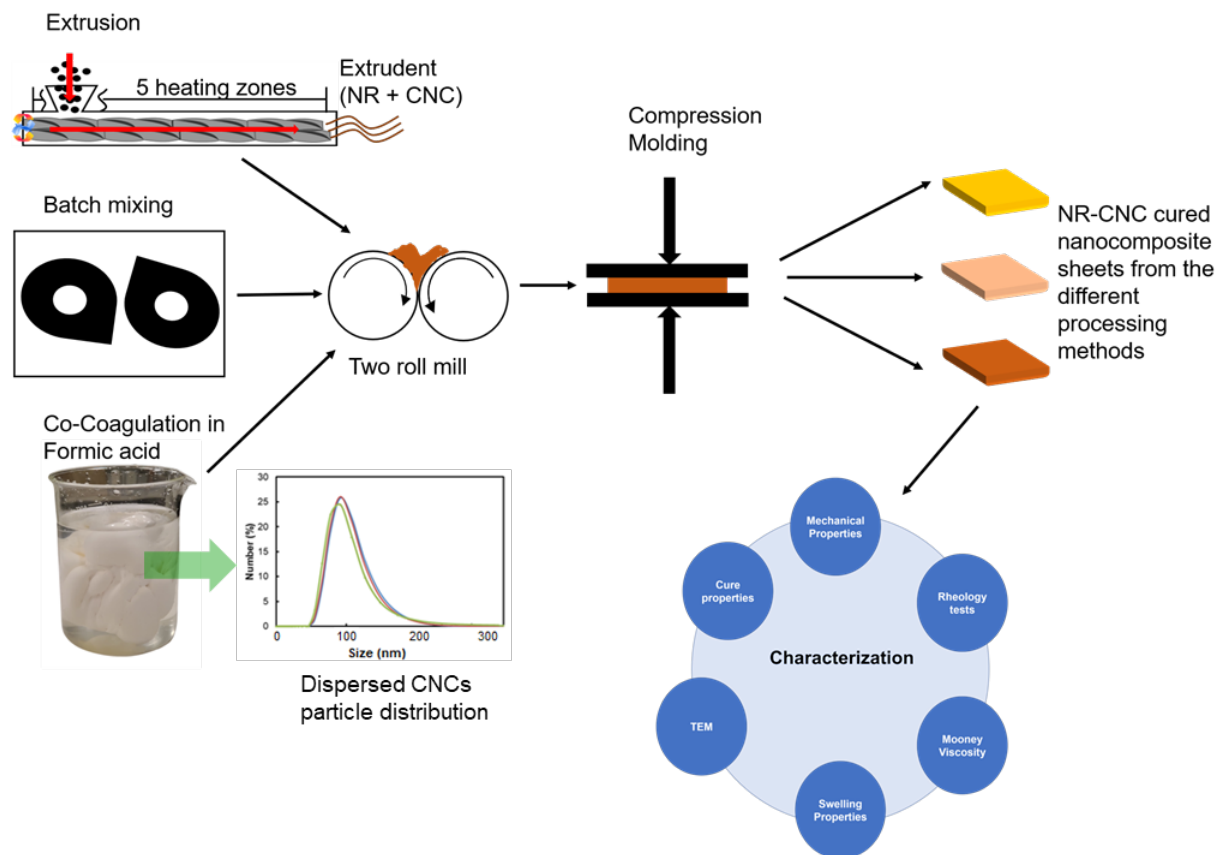 Extrusion
5 heating zones
Extrudent
(NR + CNC)
Batch mixing
Two roll mill
Compression
Molding
NR-CNC cured
nanocomposite
sheets from the
different
processing
methods
Co-Coagulation in
Formic acid
Number (%)
30
25
20
15
10
5
0
0
100
200
300
Size (nm)
Dispersed CNCs
particle distribution
Mechanical
Properties
Cure
properties
Rheology
tests
Characterization
TEM
Mooney
Viscosity
Swelling
Properties